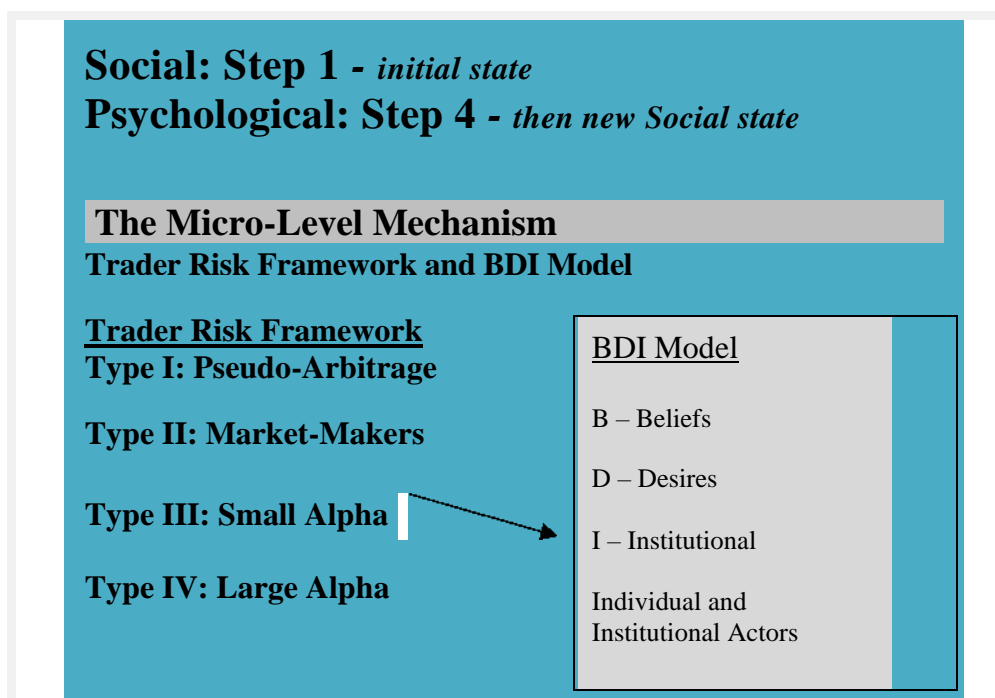 Social: Step 1 - initial state
Psychological: Step 4 - then new Social state
The Micro-Level Mechanism
Trader Risk Framework and BDI Model
Trader Risk Framework
Type I: Pseudo-Arbitrage
Type II: Market-Makers
Type III: Small Alpha
Type IV: Large Alpha
BDI Model
B – Beliefs
D – Desires
I – Institutional
Individual and
Institutional Actors